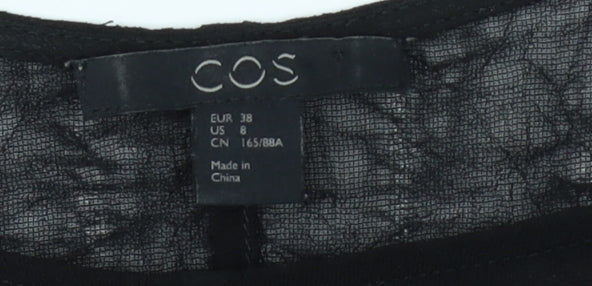 COS
EUR 38
US 8
CN 165/88A
Made in
China